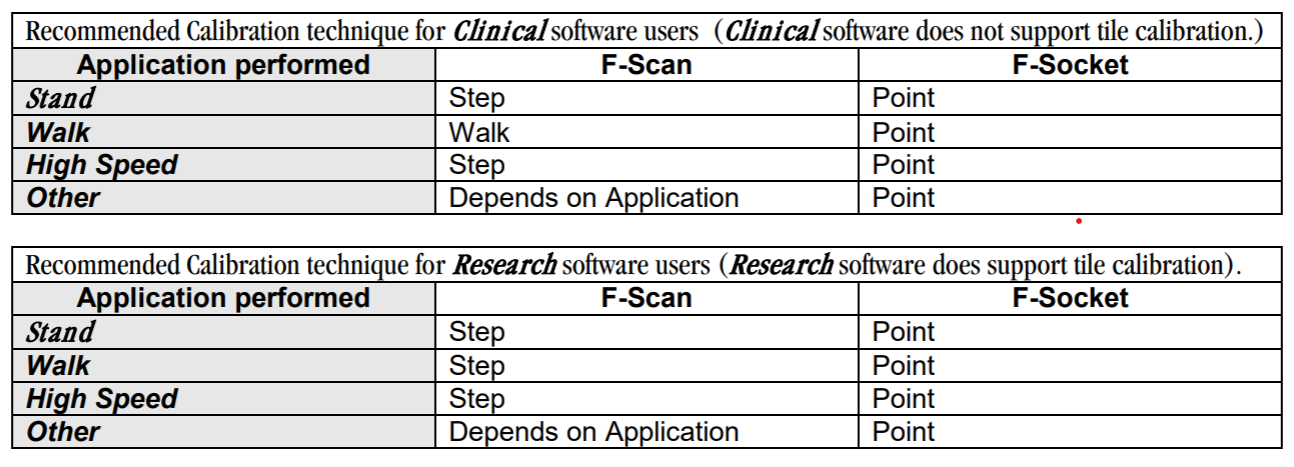 Recommended Calibration technique for Clinical software users (Clinical software does not support tile calibration.)
Application performed F-Scan F-Socket
Stand Step Point
Walk Walk Point
High Speed Step Point
Other Depends on Application Point
Recommended Calibration technique for Research software users (Research software does support tile calibration).
Application performed F-Scan F-Socket
Stand Step Point
Walk Step Point
High Speed Step Point
Other Depends on Application Point